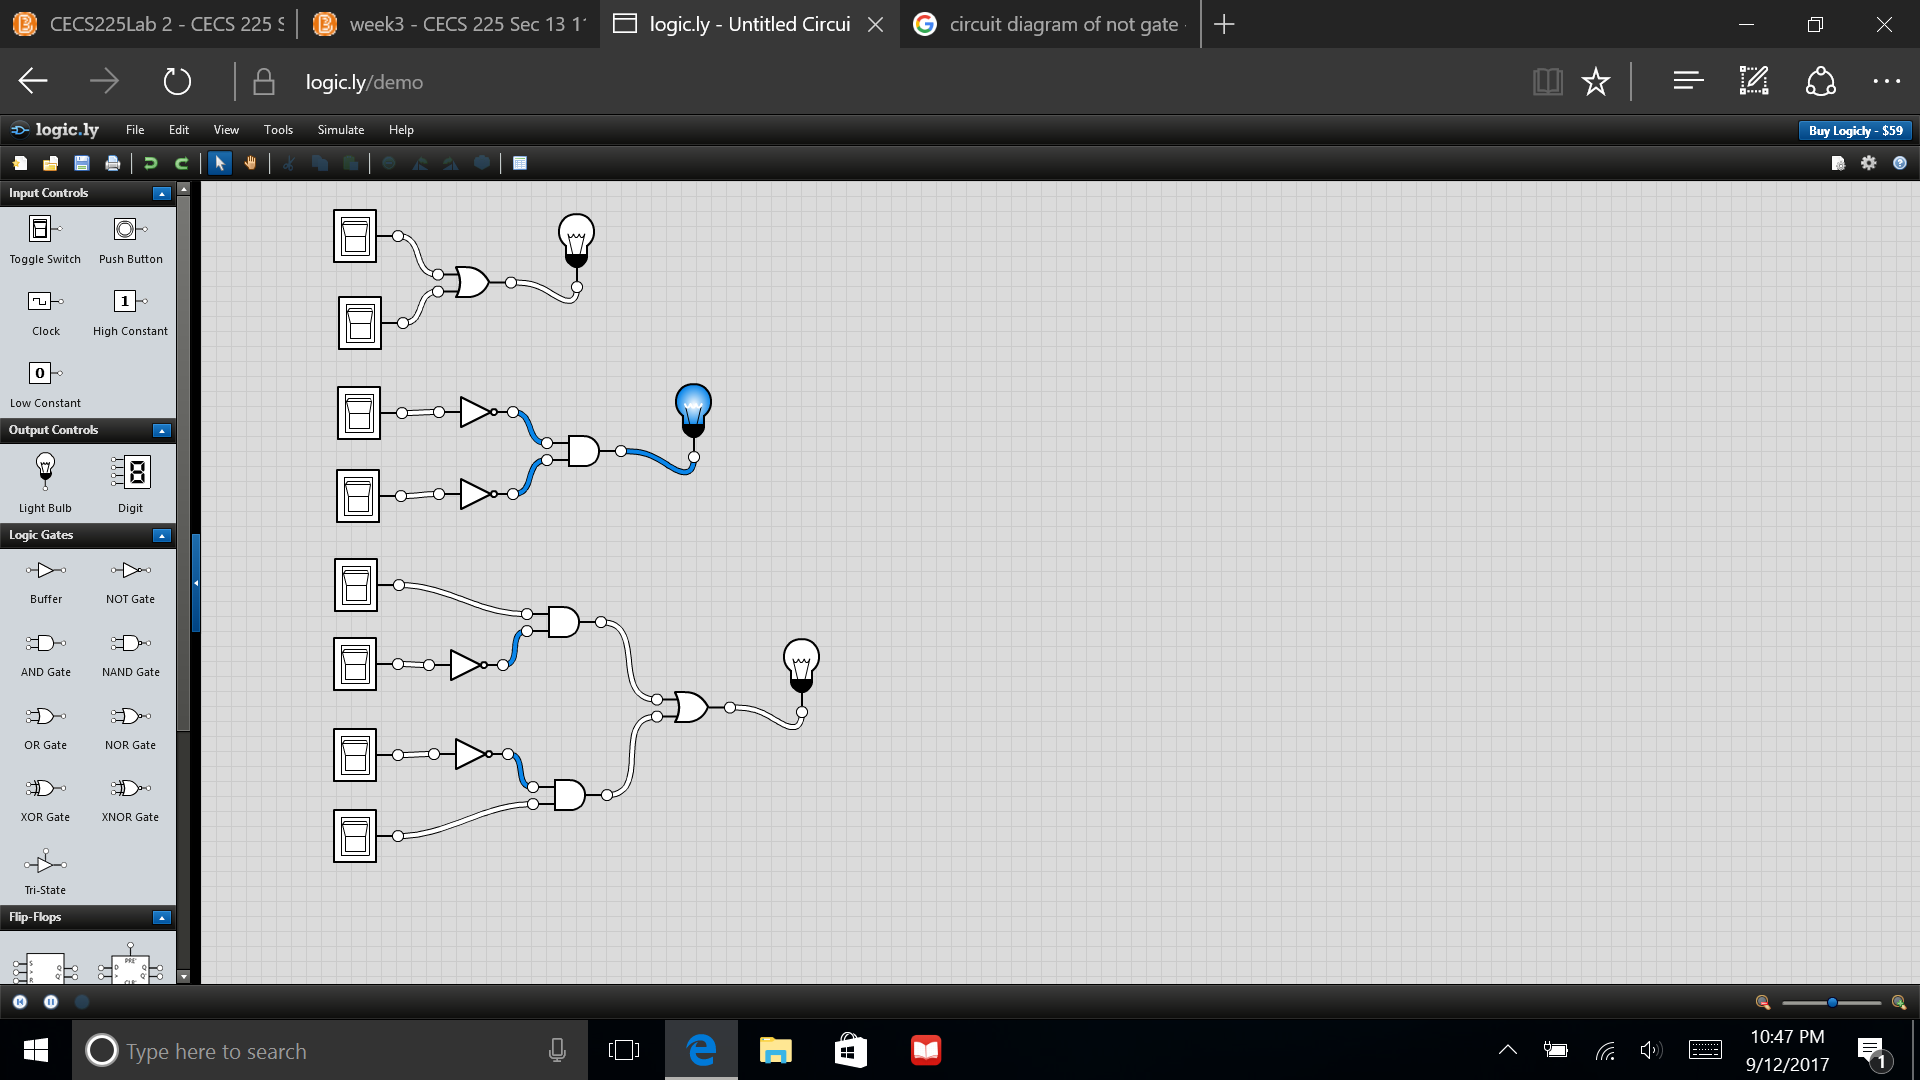 CECS225Lab 2 - CECS 225 S
week3 - CECS 225 Sec 13 1
logic.ly - Untitled Circui
circuit diagram of not gate
logic.ly/demo
logic.ly File Edit View Tools Simulate Help
Buy Logicly - $59
Input Controls
Toggle Switch Push Button
1
Clock High Constant
0
Low Constant
Output Controls
8
Light Bulb Digit
Logic Gates
Buffer NOT Gate
AND Gate NAND Gate
OR Gate NOR Gate
XOR Gate XNOR Gate
Tri-State
Flip-Flops
S Q D PRE' Q
R Q' CLR' Q'
Type here to search
10:47 PM
9/12/2017
1